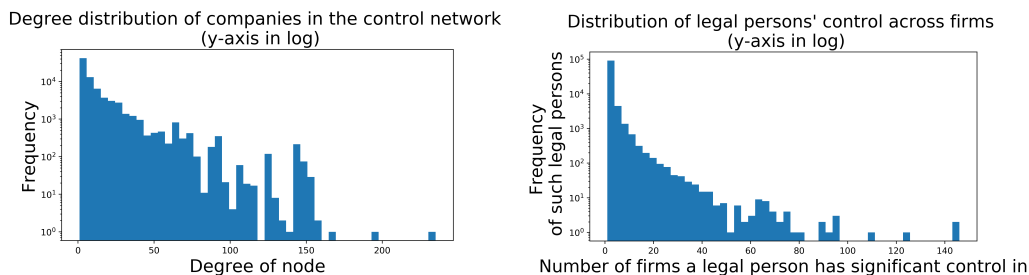 Degree distribution of companies in the control network
(y-axis in log)
Frequency
10⁴
10³
10²
10¹
10⁰
0 50 100 150 200
Degree of node
Distribution of legal persons' control across firms
(y-axis in log)
Frequency
of such legal persons
10⁵
10⁴
10³
10²
10¹
10⁰
0 20 40 60 80 100 120 140
Number of firms a legal person has significant control in